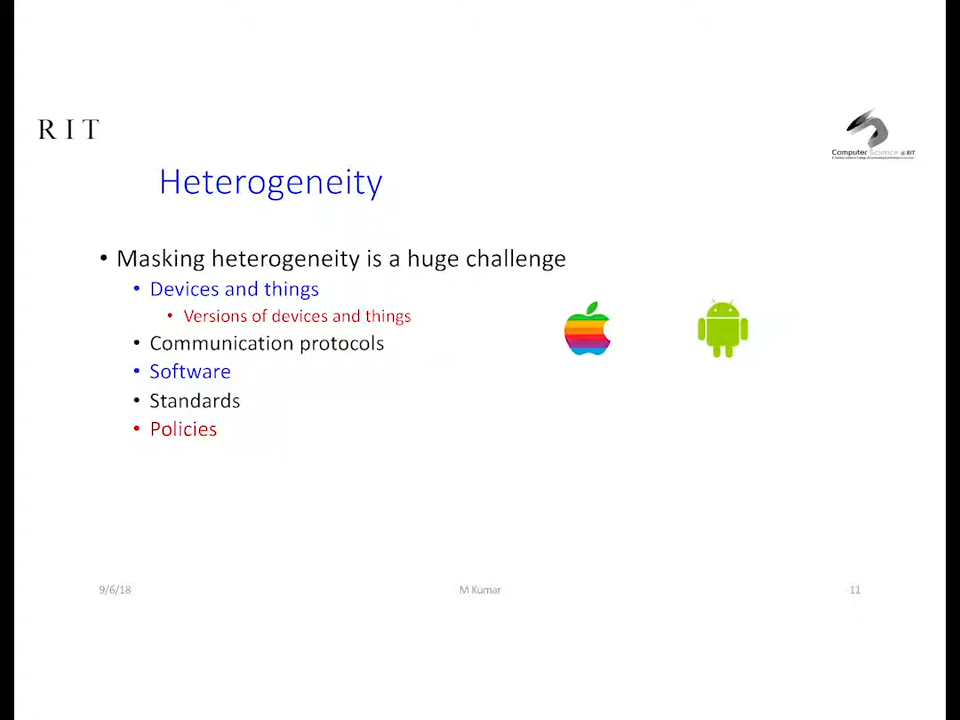 R I T
Computer Science @RIT
Heterogeneity
• Masking heterogeneity is a huge challenge
• Devices and things
• Versions of devices and things
• Communication protocols
• Software
• Standards
• Policies
9/6/18
M Kumar
11